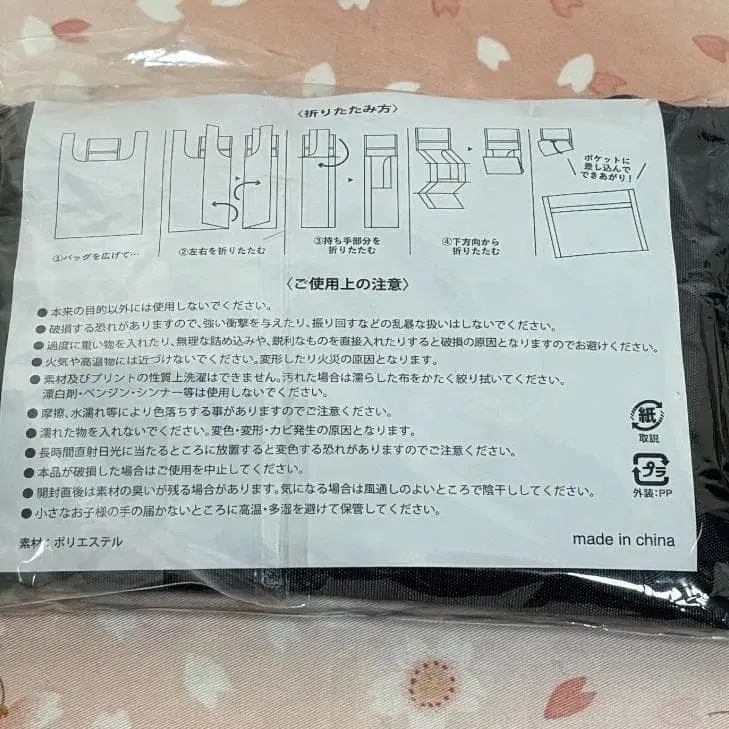 〈折りたたみ方〉
①バッグを広げて…
②左右を折りたたむ
③持ち手部分を
折りたたむ
④下方向から
折りたたむ
ポケットに
差し込んで
できあがり！
〈ご使用上の注意〉
●本来の目的以外には使用しないでください。
●破損する恐れがありますので、強い衝撃を与えたり、振り回すなどの乱暴な扱いはしないでください。
●過度に重い物を入れたり、無理な詰め込みや、鋭利なものを直接入れたりすると破損の原因となりますのでお避けください。
●火気や高温物には近づけないでください。変形したり火災の原因となります。
●素材及びプリントの性質上洗濯はできません。汚れた場合は濡らした布をかたく絞り拭いてください。
漂白剤・ベンジン・シンナー等は使用しないでください。
●摩擦、水濡れ等により色落ちする事がありますのでご注意ください。
●濡れた物を入れないでください。変色・変形・カビ発生の原因となります。
●長時間直射日光に当たるところに放置すると変色する恐れがありますのでご注意ください。
●本品が破損した場合はご使用を中止してください。
●開封直後は素材の臭いが残る場合があります。気になる場合は風通しのよいところで陰干ししてください。
●小さなお子様の手の届かないところに高温・多湿を避けて保管してください。
紙
取説
プラ
外装：PP
素材：ポリエステル
made in china